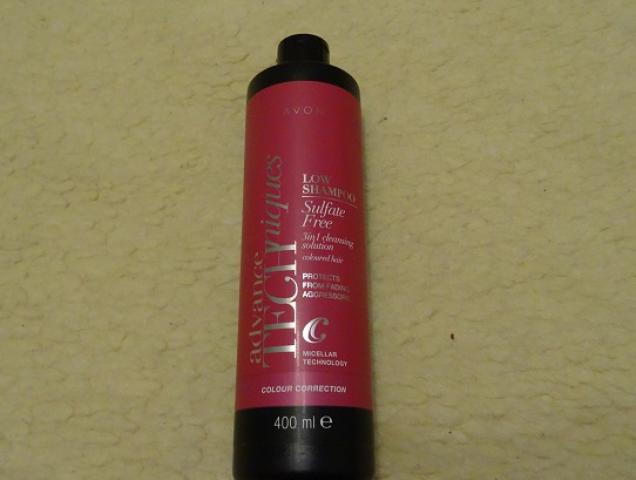 AVON
advance
TECHniques
LOW
SHAMPOO
Sulfate
Free
3in1 cleansing
solution
coloured hair
PROTECTS
FROM FADING
AGGRESSORS
C
MICELLAR
TECHNOLOGY
COLOUR CORRECTION
400 ml e